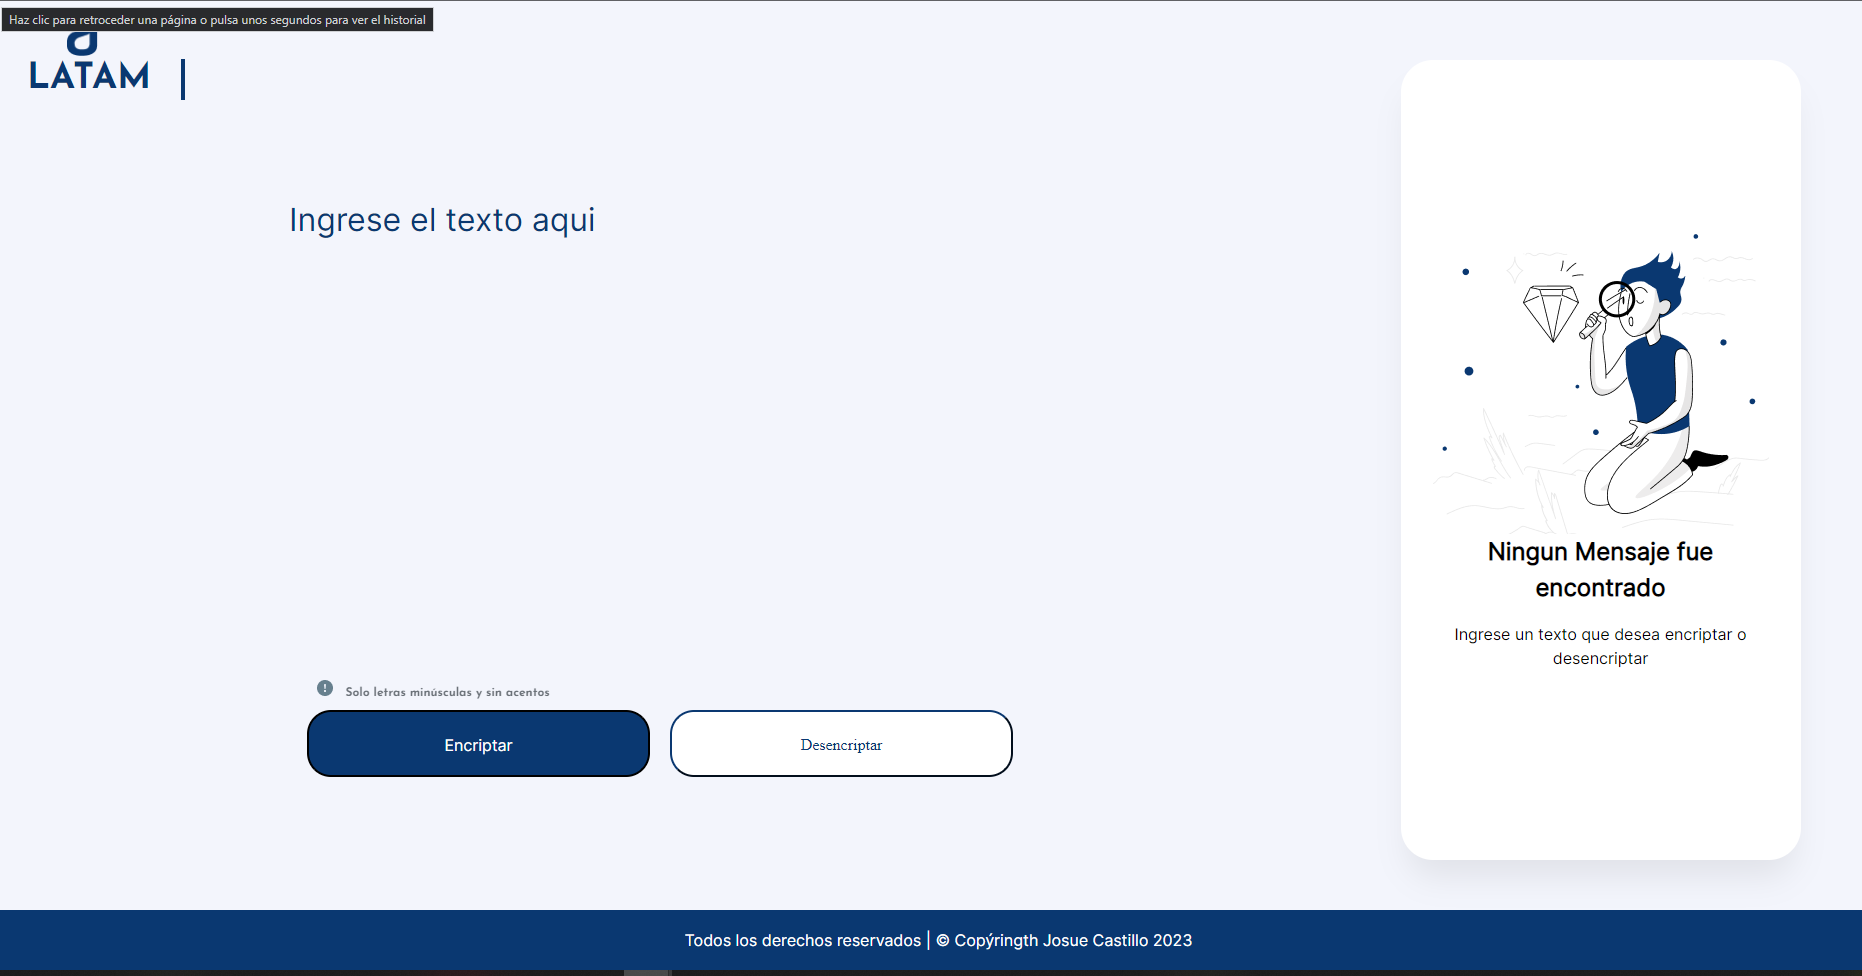 Haz clic para retroceder una página o pulsa unos segundos para ver el historial
a
LATAM
Ingrese el texto aqui
Ningun Mensaje fue
encontrado
Ingrese un texto que desea encriptar o
desencriptar
Solo letras minúsculas y sin acentos
Encriptar
Desencriptar
Todos los derechos reservados | © Copýringth Josue Castillo 2023